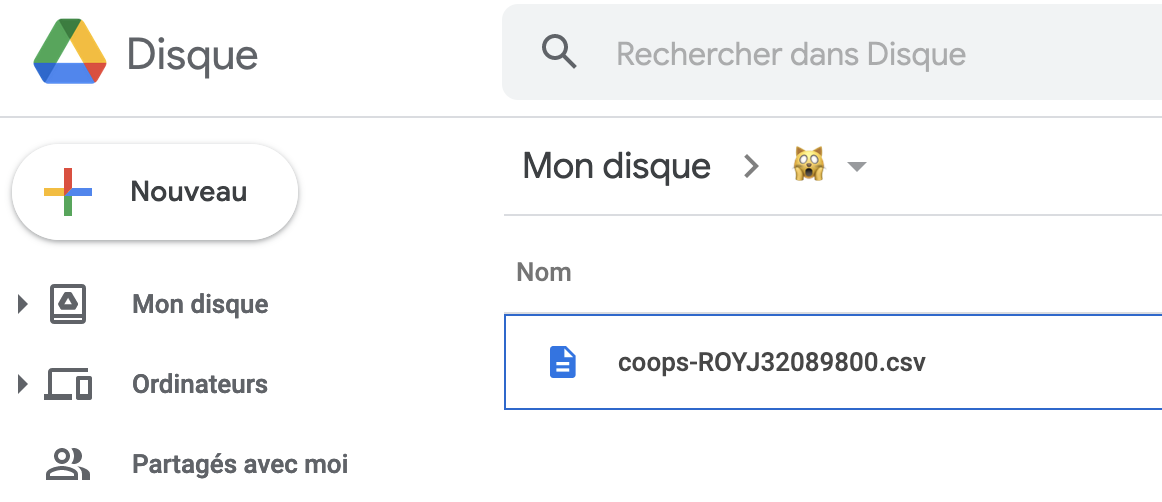 Disque
Rechercher dans Disque
Mon disque > 🙀
Nouveau
Nom
Mon disque
coops-ROYJ32089800.csv
Ordinateurs
Partagés avec moi